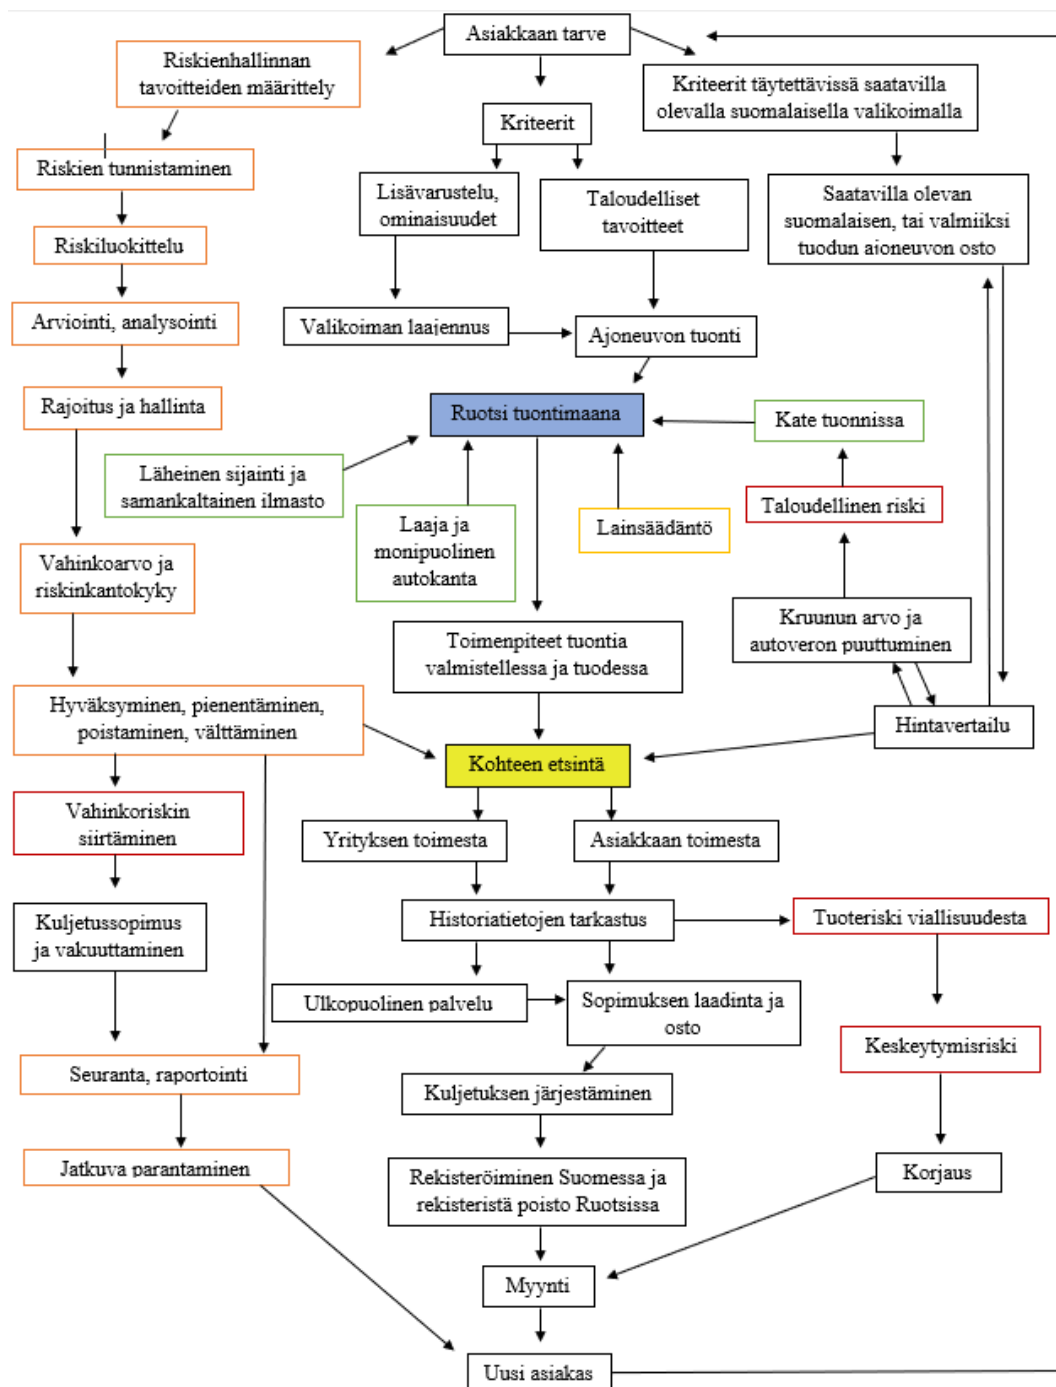 Asiakkaan tarve
Riskienhallinnan
tavoitteiden määrittely
Kriteerit täytettävissä saatavilla
olevalla suomalaisella valikoimalla
Kriteerit
Riskien tunnistaminen
Lisävarustelu,
ominaisuudet
Taloudelliset
tavoitteet
Saatavilla olevan
suomalaisen, tai valmiiksi
tuodun ajoneuvon osto
Riskiluokittelu
Arviointi, analysointi
Valikoiman laajennus
Ajoneuvon tuonti
Rajoitus ja hallinta
Ruotsi tuontimaana
Kate tuonnissa
Läheinen sijainti ja
samankaltainen ilmasto
Taloudellinen riski
Laaja ja
monipuolinen
autokanta
Lainsäädäntö
Vahinkoarvo ja
riskinkantokyky
Kruunun arvo ja
autoveron puuttuminen
Toimenpiteet tuontia
valmistellessa ja tuodessa
Hyväksyminen, pienentäminen,
poistaminen, välttäminen
Hintavertailu
Kohteen etsintä
Vahinkoriskin
siirtäminen
Yrityksen toimesta
Asiakkaan toimesta
Kuljetussopimus
ja vakuuttaminen
Historiatietojen tarkastus
Tuoteriski viallisuudesta
Ulkopuolinen palvelu
Sopimuksen laadinta ja
osto
Keskeytymisriski
Seuranta, raportointi
Kuljetuksen järjestäminen
Jatkuva parantaminen
Rekisteröiminen Suomessa ja
rekisteristä poisto Ruotsissa
Korjaus
Myynti
Uusi asiakas